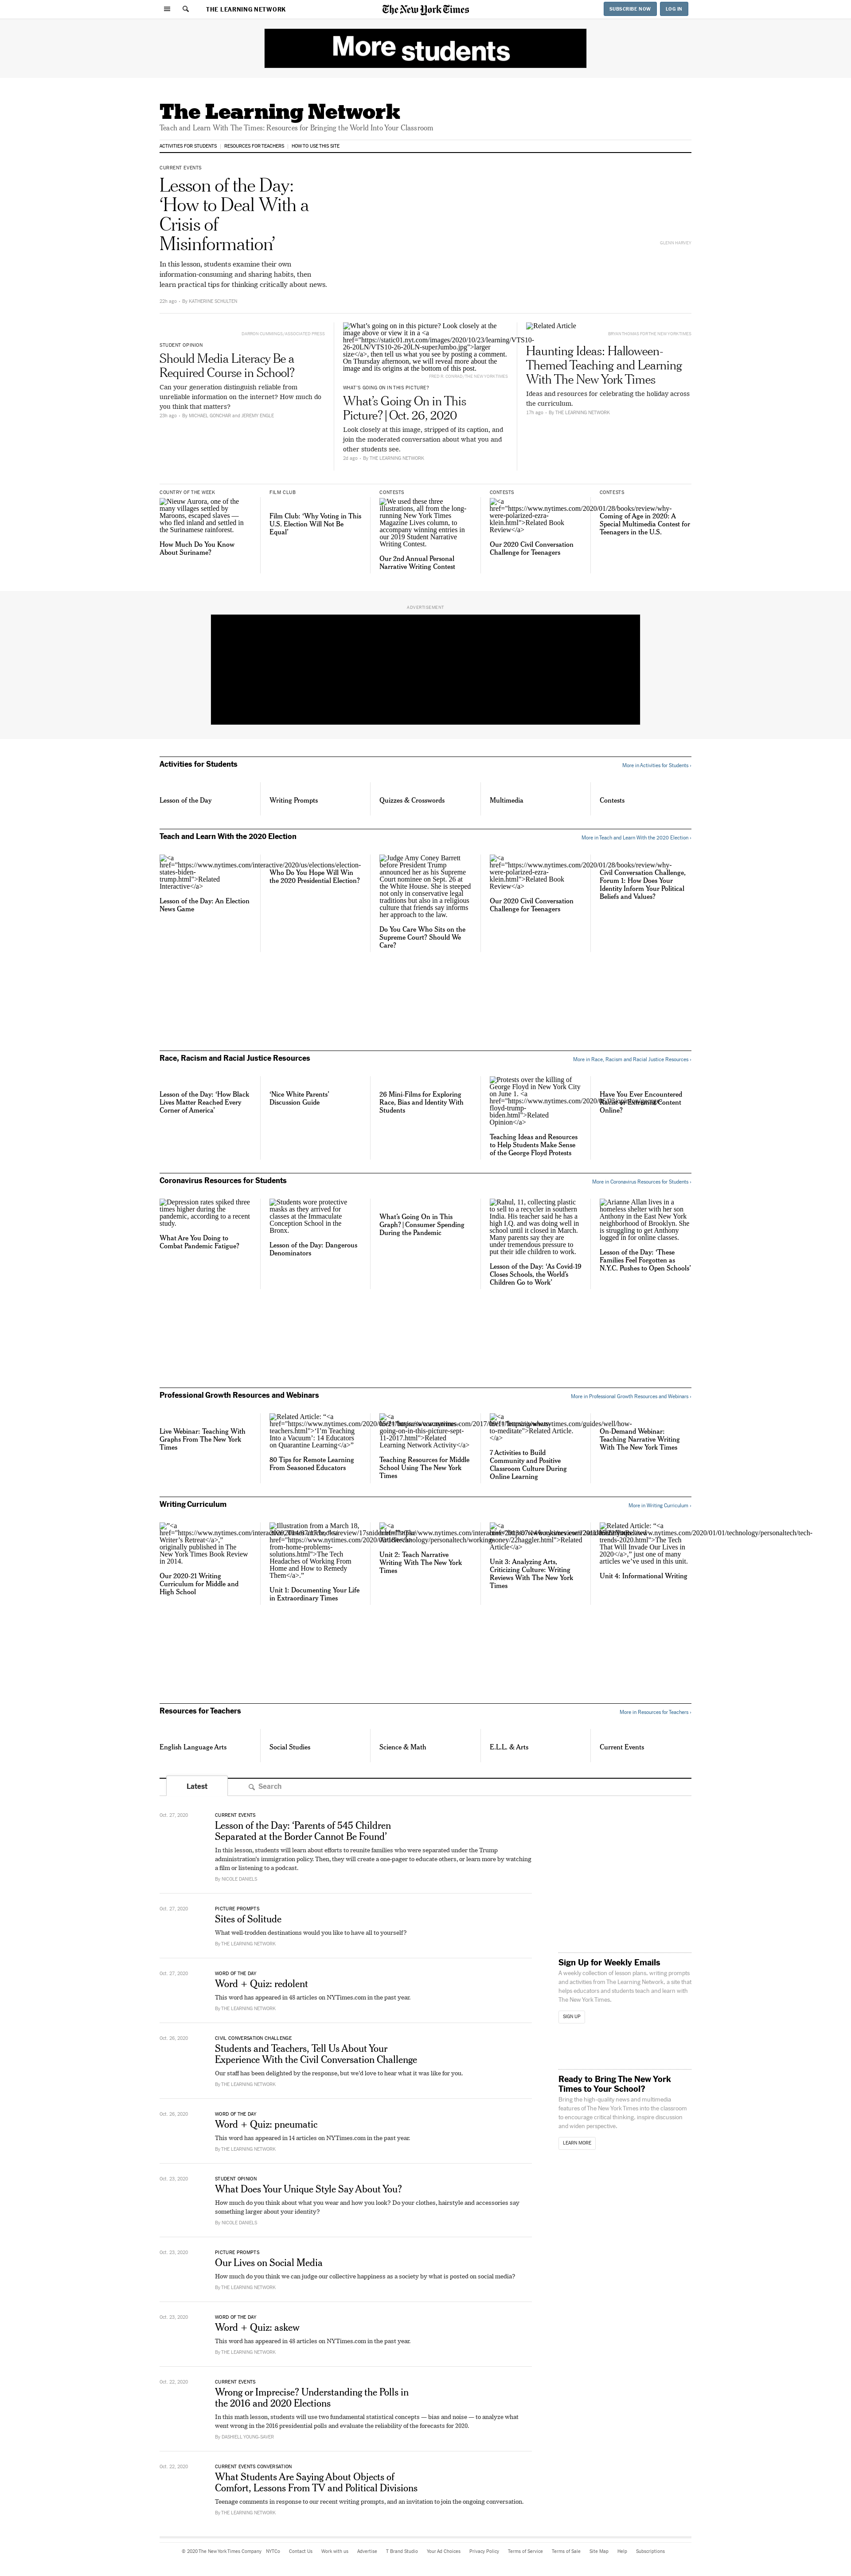 THE LEARNING NETWORK
The New York Times
SUBSCRIBE NOW
LOG IN
More students
The Learning Network
Teach and Learn With The Times: Resources for Bringing the World Into Your Classroom
ACTIVITIES FOR STUDENTS
RESOURCES FOR TEACHERS
HOW TO USE THIS SITE
CURRENT EVENTS
Lesson of the Day:
‘How to Deal With a
Crisis of
Misinformation’
In this lesson, students examine their own
information-consuming and sharing habits, then
learn practical tips for thinking critically about news.
22h ago - By KATHERINE SCHULTEN
GLENN HARVEY
DARRON CUMMINGS/ASSOCIATED PRESS
STUDENT OPINION
Should Media Literacy Be a
Required Course in School?
Can your generation distinguish reliable from
unreliable information on the internet? How much do
you think that matters?
23h ago - By MICHAEL GONCHAR and JEREMY ENGLE
What’s going on in this picture? Look closely at the
image above or view it in a <a
href="https://static01.nyt.com/images/2020/10/23/learning/VTS10-
26-20LN/VTS10-26-20LN-superJumbo.jpg">larger
size</a>, then tell us what you see by posting a comment.
On Thursday afternoon, we will reveal more about the
image and its origins at the bottom of this post.
FRED R. CONRAD/THE NEW YORK TIMES
WHAT'S GOING ON IN THIS PICTURE?
What’s Going On in This
Picture? | Oct. 26, 2020
Look closely at this image, stripped of its caption, and
join the moderated conversation about what you and
other students see.
2d ago - By THE LEARNING NETWORK
Related Article
BRYAN THOMAS FOR THE NEW YORK TIMES
Haunting Ideas: Halloween-
Themed Teaching and Learning
With The New York Times
Ideas and resources for celebrating the holiday across
the curriculum.
17h ago - By THE LEARNING NETWORK
COUNTRY OF THE WEEK
Nieuw Aurora, one of the
many villages settled by
Maroons, escaped slaves —
who fled inland and settled in
the Surinamese rainforest.
How Much Do You Know
About Suriname?
FILM CLUB
Film Club: ‘Why Voting in This
U.S. Election Will Not Be
Equal’
CONTESTS
We used these three
illustrations, all from the long-
running New York Times
Magazine Lives column, to
accompany winning entries in
our 2019 Student Narrative
Writing Contest.
Our 2nd Annual Personal
Narrative Writing Contest
CONTESTS
<a
href="https://www.nytimes.com/2020/01/28/books/review/why-
were-polarized-ezra-
klein.html">Related Book
Review</a>
Our 2020 Civil Conversation
Challenge for Teenagers
CONTESTS
Coming of Age in 2020: A
Special Multimedia Contest for
Teenagers in the U.S.
ADVERTISEMENT
Activities for Students
More in Activities for Students ›
Lesson of the Day
Writing Prompts
Quizzes & Crosswords
Multimedia
Contests
Teach and Learn With the 2020 Election
More in Teach and Learn With the 2020 Election ›
<a
href="https://www.nytimes.com/interactive/2020/us/elections/election-
states-biden-
trump.html">Related
Interactive</a>
Lesson of the Day: An Election
News Game
Who Do You Hope Will Win
the 2020 Presidential Election?
Judge Amy Coney Barrett
before President Trump
announced her as his Supreme
Court nominee on Sept. 26 at
the White House. She is steeped
not only in conservative legal
traditions but also in a religious
culture that friends say informs
her approach to the law.
Do You Care Who Sits on the
Supreme Court? Should We
Care?
<a
href="https://www.nytimes.com/2020/01/28/books/review/why-
were-polarized-ezra-
klein.html">Related Book
Review</a>
Our 2020 Civil Conversation
Challenge for Teenagers
Civil Conversation Challenge,
Forum 1: How Does Your
Identity Inform Your Political
Beliefs and Values?
Race, Racism and Racial Justice Resources
More in Race, Racism and Racial Justice Resources ›
Lesson of the Day: ‘How Black
Lives Matter Reached Every
Corner of America’
‘Nice White Parents’
Discussion Guide
26 Mini-Films for Exploring
Race, Bias and Identity With
Students
Protests over the killing of
George Floyd in New York City
on June 1. <a
floyd-trump-
biden.html">Related
Opinion</a>
Teaching Ideas and Resources
to Help Students Make Sense
of the George Floyd Protests
Have You Ever Encountered
Racist or Extremist Content
Online?
Coronavirus Resources for Students
More in Coronavirus Resources for Students ›
Depression rates spiked three
times higher during the
pandemic, according to a recent
study.
What Are You Doing to
Combat Pandemic Fatigue?
Students wore protective
masks as they arrived for
classes at the Immaculate
Conception School in the
Bronx.
Lesson of the Day: Dangerous
Denominators
What’s Going On in This
Graph? | Consumer Spending
During the Pandemic
Rahul, 11, collecting plastic
to sell to a recycler in southern
India. His teacher said he has a
high I.Q. and was doing well in
school until it closed in March.
Many parents say they are
under tremendous pressure to
put their idle children to work.
Lesson of the Day: ‘As Covid-19
Closes Schools, the World’s
Children Go to Work’
Arianne Allan lives in a
homeless shelter with her son
Anthony in the East New York
neighborhood of Brooklyn. She
is struggling to get Anthony
logged in for online classes.
Lesson of the Day: ‘These
Families Feel Forgotten as
N.Y.C. Pushes to Open Schools’
Professional Growth Resources and Webinars
More in Professional Growth Resources and Webinars ›
Live Webinar: Teaching With
Graphs From The New York
Times
Related Article: “<a
teachers.html">‘I’m Teaching
Into a Vacuum’: 14 Educators
on Quarantine Learning</a>”
80 Tips for Remote Learning
From Seasoned Educators
<a
going-on-in-this-picture-sept-
11-2017.html">Related
Learning Network Activity</a>
Teaching Resources for Middle
School Using The New York
Times
<a
to-meditate">Related Article.
</a>
7 Activities to Build
Community and Positive
Classroom Culture During
Online Learning
On-Demand Webinar:
Teaching Narrative Writing
With The New York Times
Writing Curriculum
More in Writing Curriculum ›
“<a
Writer’s Retreat</a>,”
originally published in The
New York Times Book Review
in 2014.
Our 2020-21 Writing
Curriculum for Middle and
High School
Illustration from a March 18,
from-home-problems-
solutions.html">The Tech
Headaches of Working From
Home and How to Remedy
Them</a>.”
Unit 1: Documenting Your Life
in Extraordinary Times
<a
Unit 2: Teach Narrative
Writing With The New York
Times
<a
money/22haggler.html">Related
Article</a>
Unit 3: Analyzing Arts,
Criticizing Culture: Writing
Reviews With The New York
Times
Related Article: “<a
trends-2020.html">The Tech
That Will Invade Our Lives in
2020</a>,” just one of many
articles we’ve used in this unit.
Unit 4: Informational Writing
Resources for Teachers
More in Resources for Teachers ›
English Language Arts
Social Studies
Science & Math
E.L.L. & Arts
Current Events
Latest
Search
Oct. 27, 2020
CURRENT EVENTS
Lesson of the Day: ‘Parents of 545 Children
Separated at the Border Cannot Be Found’
In this lesson, students will learn about efforts to reunite families who were separated under the Trump
administration’s immigration policy. Then, they will create a one-pager to educate others, or learn more by watching
a film or listening to a podcast.
By NICOLE DANIELS
Oct. 27, 2020
PICTURE PROMPTS
Sites of Solitude
What well-trodden destinations would you like to have all to yourself?
By THE LEARNING NETWORK
Oct. 27, 2020
WORD OF THE DAY
Word + Quiz: redolent
This word has appeared in 48 articles on NYTimes.com in the past year.
By THE LEARNING NETWORK
Oct. 26, 2020
CIVIL CONVERSATION CHALLENGE
Students and Teachers, Tell Us About Your
Experience With the Civil Conversation Challenge
Our staff has been delighted by the response, but we’d love to hear what it was like for you.
By THE LEARNING NETWORK
Oct. 26, 2020
WORD OF THE DAY
Word + Quiz: pneumatic
This word has appeared in 14 articles on NYTimes.com in the past year.
By THE LEARNING NETWORK
Oct. 23, 2020
STUDENT OPINION
What Does Your Unique Style Say About You?
How much do you think about what you wear and how you look? Do your clothes, hairstyle and accessories say
something larger about your identity?
By NICOLE DANIELS
Oct. 23, 2020
PICTURE PROMPTS
Our Lives on Social Media
How much do you think we can judge our collective happiness as a society by what is posted on social media?
By THE LEARNING NETWORK
Oct. 23, 2020
WORD OF THE DAY
Word + Quiz: askew
This word has appeared in 48 articles on NYTimes.com in the past year.
By THE LEARNING NETWORK
Oct. 22, 2020
CURRENT EVENTS
Wrong or Imprecise? Understanding the Polls in
the 2016 and 2020 Elections
In this math lesson, students will use two fundamental statistical concepts — bias and noise — to analyze what
went wrong in the 2016 presidential polls and evaluate the reliability of the forecasts for 2020.
By DASHIELL YOUNG-SAVER
Oct. 22, 2020
CURRENT EVENTS CONVERSATION
What Students Are Saying About Objects of
Comfort, Lessons From TV and Political Divisions
Teenage comments in response to our recent writing prompts, and an invitation to join the ongoing conversation.
By THE LEARNING NETWORK
Sign Up for Weekly Emails
A weekly collection of lesson plans, writing prompts
and activities from The Learning Network, a site that
helps educators and students teach and learn with
The New York Times.
SIGN UP
Ready to Bring The New York
Times to Your School?
Bring the high-quality news and multimedia
features of The New York Times into the classroom
to encourage critical thinking, inspire discussion
and widen perspective.
LEARN MORE
© 2020 The New York Times Company
NYTCo
Contact Us
Work with us
Advertise
T Brand Studio
Your Ad Choices
Privacy Policy
Terms of Service
Terms of Sale
Site Map
Help
Subscriptions